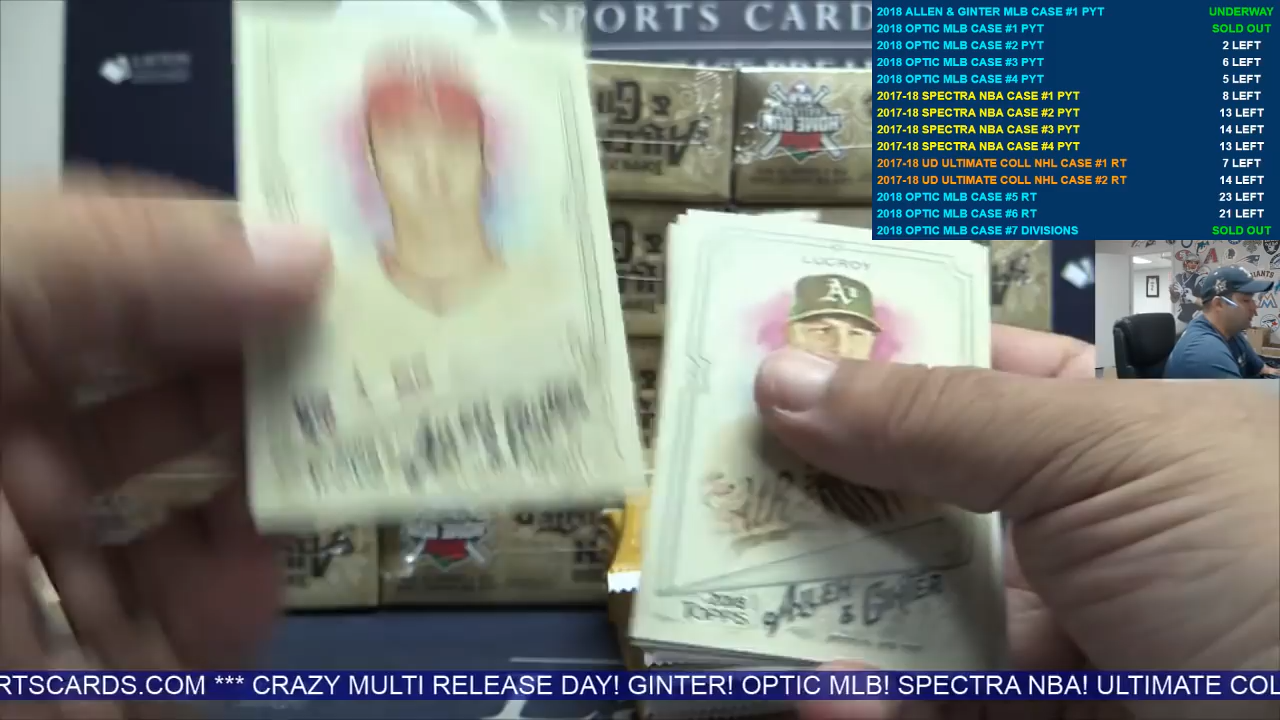 SPORTS CARD
2018 ALLEN & GINTER MLB CASE #1 PYT UNDERWAY
2018 OPTIC MLB CASE #1 PYT SOLD OUT
2018 OPTIC MLB CASE #2 PYT 2 LEFT
2018 OPTIC MLB CASE #3 PYT 6 LEFT
2018 OPTIC MLB CASE #4 PYT 5 LEFT
2017-18 SPECTRA NBA CASE #1 PYT 8 LEFT
2017-18 SPECTRA NBA CASE #2 PYT 13 LEFT
2017-18 SPECTRA NBA CASE #3 PYT 14 LEFT
2017-18 SPECTRA NBA CASE #4 PYT 13 LEFT
2017-18 UD ULTIMATE COLL NHL CASE #1 RT 7 LEFT
2017-18 UD ULTIMATE COLL NHL CASE #2 RT 14 LEFT
2018 OPTIC MLB CASE #5 RT 23 LEFT
2018 OPTIC MLB CASE #6 RT 21 LEFT
2018 OPTIC MLB CASE #7 DIVISIONS SOLD OUT
HOME RUN
LUCROY
A's
2018
TOPPS of ALLEN & GINTER
RTSCARDS.COM *** CRAZY MULTI RELEASE DAY! GINTER! OPTIC MLB! SPECTRA NBA! ULTIMATE COL